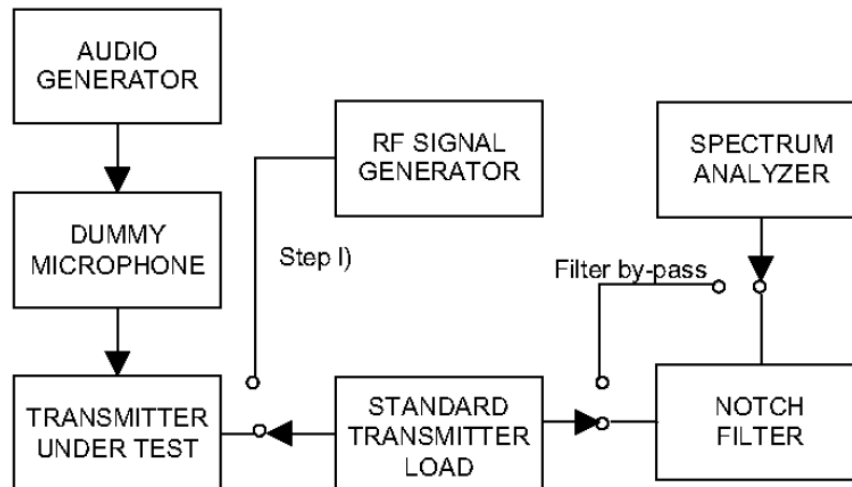 AUDIO
GENERATOR
RF SIGNAL
GENERATOR
SPECTRUM
ANALYZER
DUMMY
MICROPHONE
Step l)
Filter by-pass
TRANSMITTER
UNDER TEST
STANDARD
TRANSMITTER
LOAD
NOTCH
FILTER